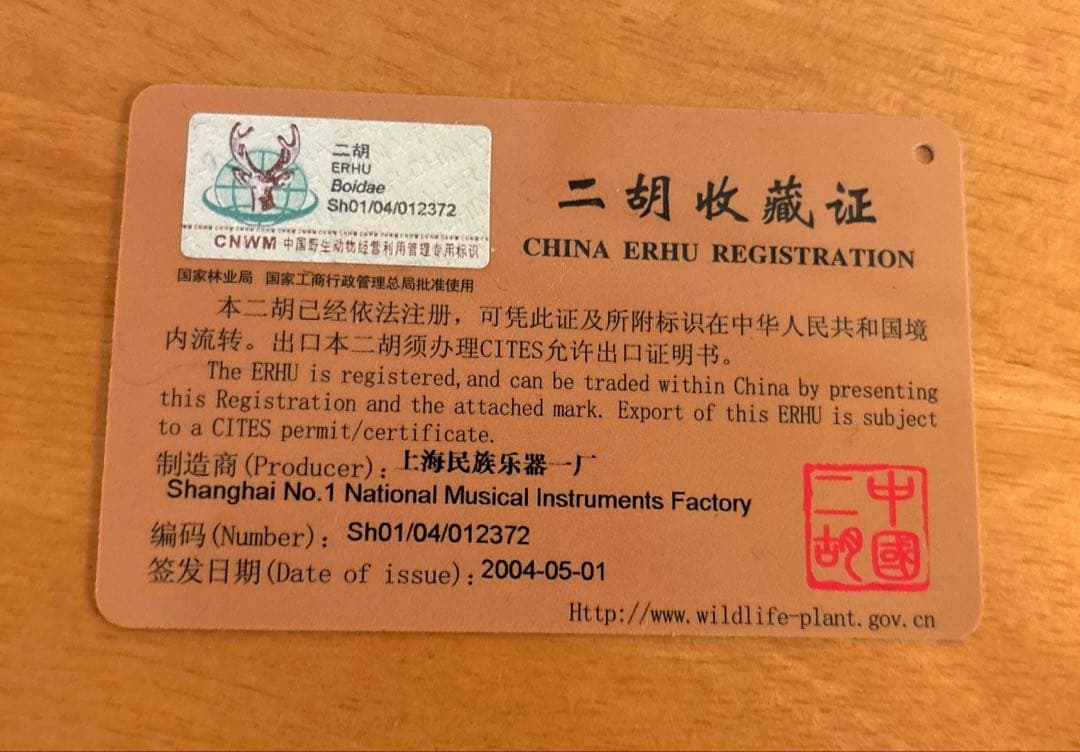 二胡
ERHU
Boidae
Sh01/04/012372
CNWM 中国野生动物经营利用管理专用标识
国家林业局 国家工商行政管理总局批准使用
二胡收藏证
CHINA ERHU REGISTRATION
本二胡已经依法注册，可凭此证及所附标识在中华人民共和国境
内流转。出口本二胡须办理CITES允许出口证明书。
The ERHU is registered,and can be traded within China by presenting
this Registration and the attached mark. Export of this ERHU is subject
to a CITES permit/certificate.
制造商(Producer)：上海民族乐器一厂
Shanghai No.1 National Musical Instruments Factory
编码(Number)：Sh01/04/012372
签发日期(Date of issue)：2004-05-01
中國
二胡
Http://www.wildlife-plant.gov.cn